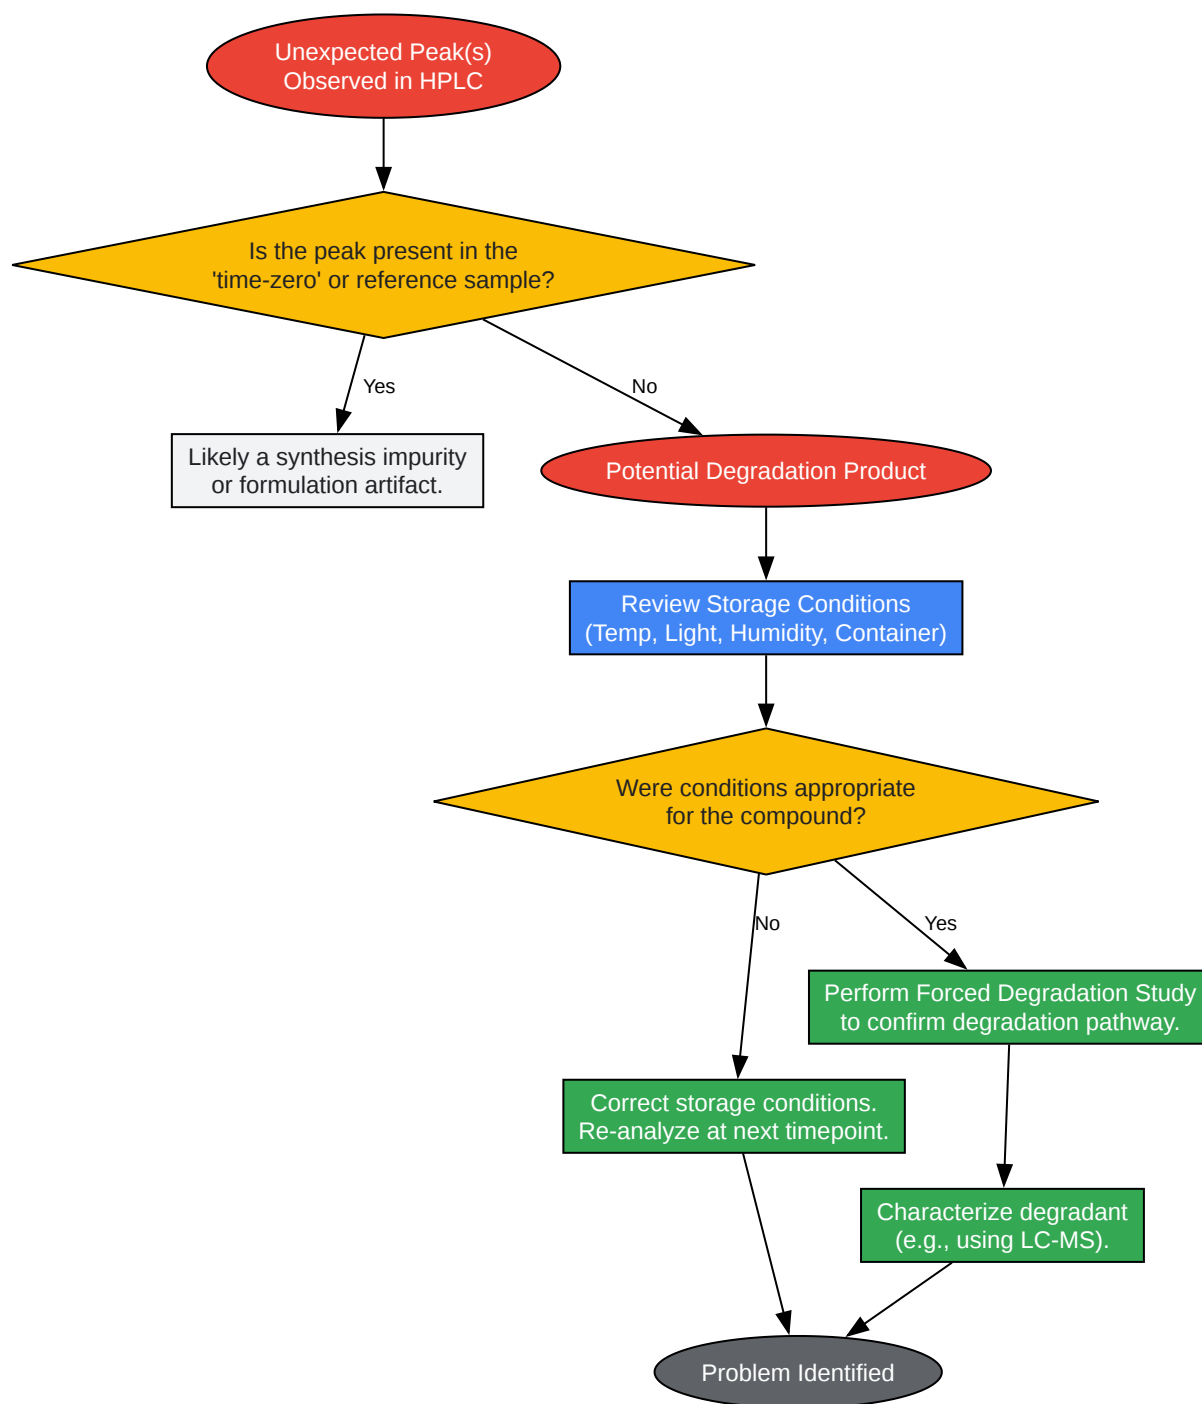 Unexpected Peak(s)
Observed in HPLC
Is the peak present in the
'time-zero' or reference sample?
Yes
No
Likely a synthesis impurity
or formulation artifact.
Potential Degradation Product
Review Storage Conditions
(Temp, Light, Humidity, Container)
Were conditions appropriate
for the compound?
No
Yes
Perform Forced Degradation Study
to confirm degradation pathway.
Correct storage conditions.
Re-analyze at next timepoint.
Characterize degradant
(e.g., using LC-MS).
Problem Identified